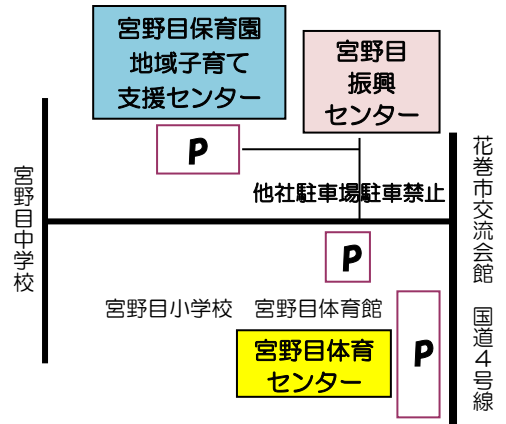 宮野目保育園
地域子育て
支援センター
宮野目
振興
センター
P
他社駐車場駐車禁止
宮野目中学校
花巻市交流会館　国道４号線
P
宮野目小学校　宮野目体育館
宮野目体育
センター
P